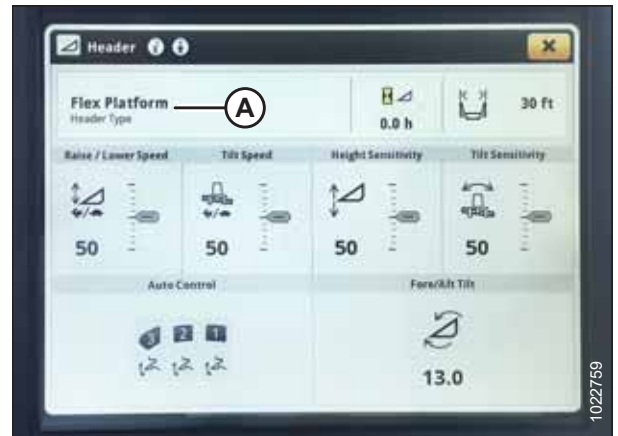 Header
Flex Platform
Header Type
A
0.0 h
30 ft
Raise / Lower Speed
Tilt Speed
Height Sensitivity
Tilt Sensitivity
50
50
50
50
Auto Control
Fore/Aft Tilt
3 2 1
13.0
1022759